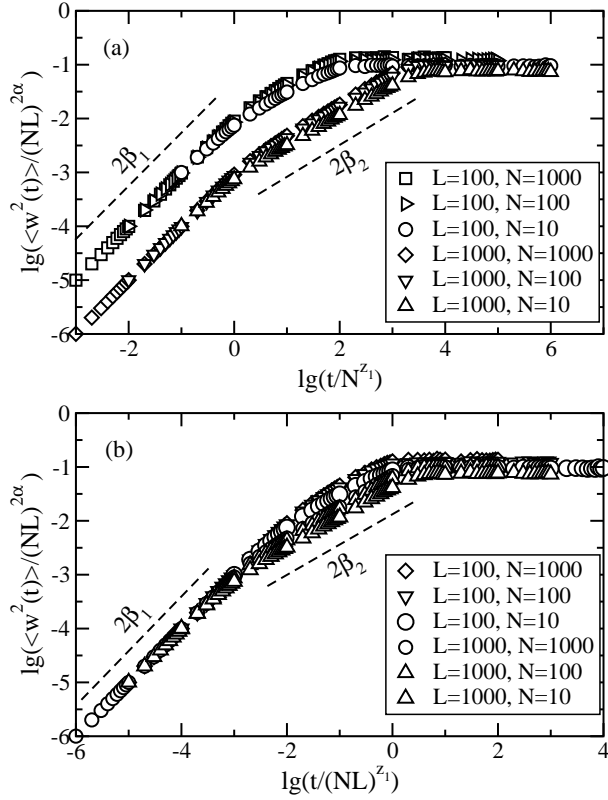 (a)
lg(<w²(t)>/(NL)^{2α})
0
-1
-2
-3
-4
-5
-6
2β₁
2β₂
L=100, N=1000
L=100, N=100
L=100, N=10
L=1000, N=1000
L=1000, N=100
L=1000, N=10
-2 0 2 4 6
lg(t/N^{z₁})
(b)
lg(<w²(t)>/(NL)^{2α})
0
-1
-2
-3
-4
-5
-6
2β₁
2β₂
L=100, N=1000
L=100, N=100
L=100, N=10
L=1000, N=1000
L=1000, N=100
L=1000, N=10
-6 -4 -2 0 2 4
lg(t/(NL)^{z₁})